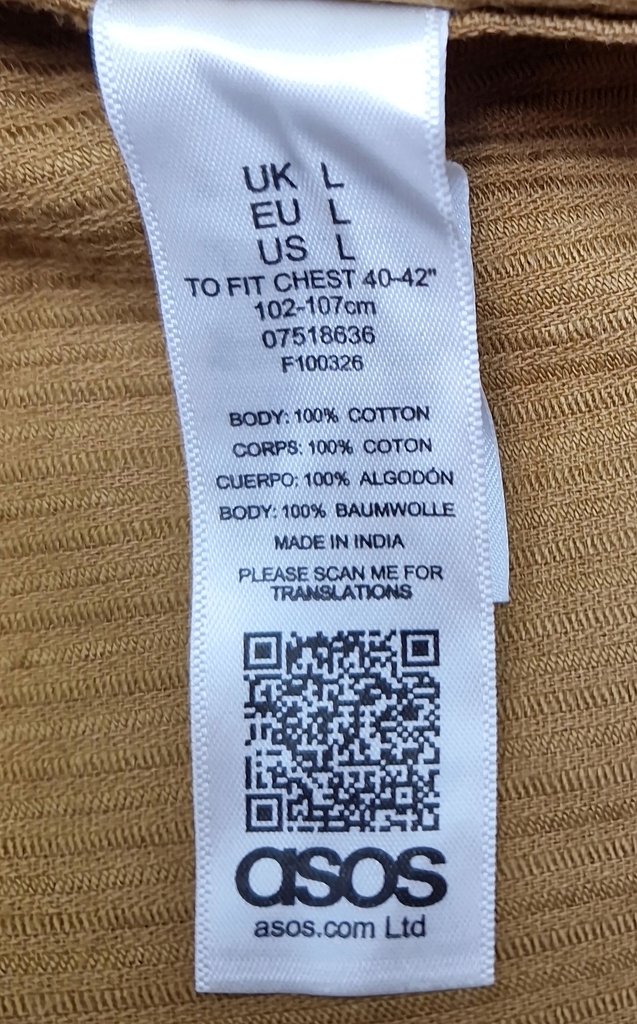 UK L
EU L
US L
TO FIT CHEST 40-42"
102-107cm
07518636
F100326
BODY: 100% COTTON
CORPS: 100% COTON
CUERPO: 100% ALGODÓN
BODY: 100% BAUMWOLLE
MADE IN INDIA
PLEASE SCAN ME FOR
TRANSLATIONS
asos
asos.com Ltd